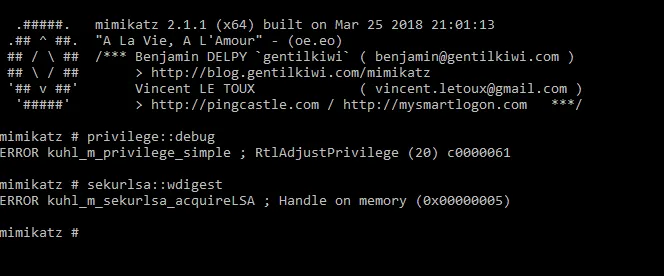 .#####.   mimikatz 2.1.1 (x64) built on Mar 25 2018 21:01:13
 .## ^ ##.  "A La Vie, A L'Amour" - (oe.eo)
 ## / \ ##  /*** Benjamin DELPY `gentilkiwi` ( benjamin@gentilkiwi.com )
 ## \ / ##       > http://blog.gentilkiwi.com/mimikatz
 '## v ##'       Vincent LE TOUX             ( vincent.letoux@gmail.com )
  '#####'        > http://pingcastle.com / http://mysmartlogon.com   ***/
mimikatz # privilege::debug
ERROR kuhl_m_privilege_simple ; RtlAdjustPrivilege (20) c0000061
mimikatz # sekurlsa::wdigest
ERROR kuhl_m_sekurlsa_acquireLSA ; Handle on memory (0x00000005)
mimikatz #